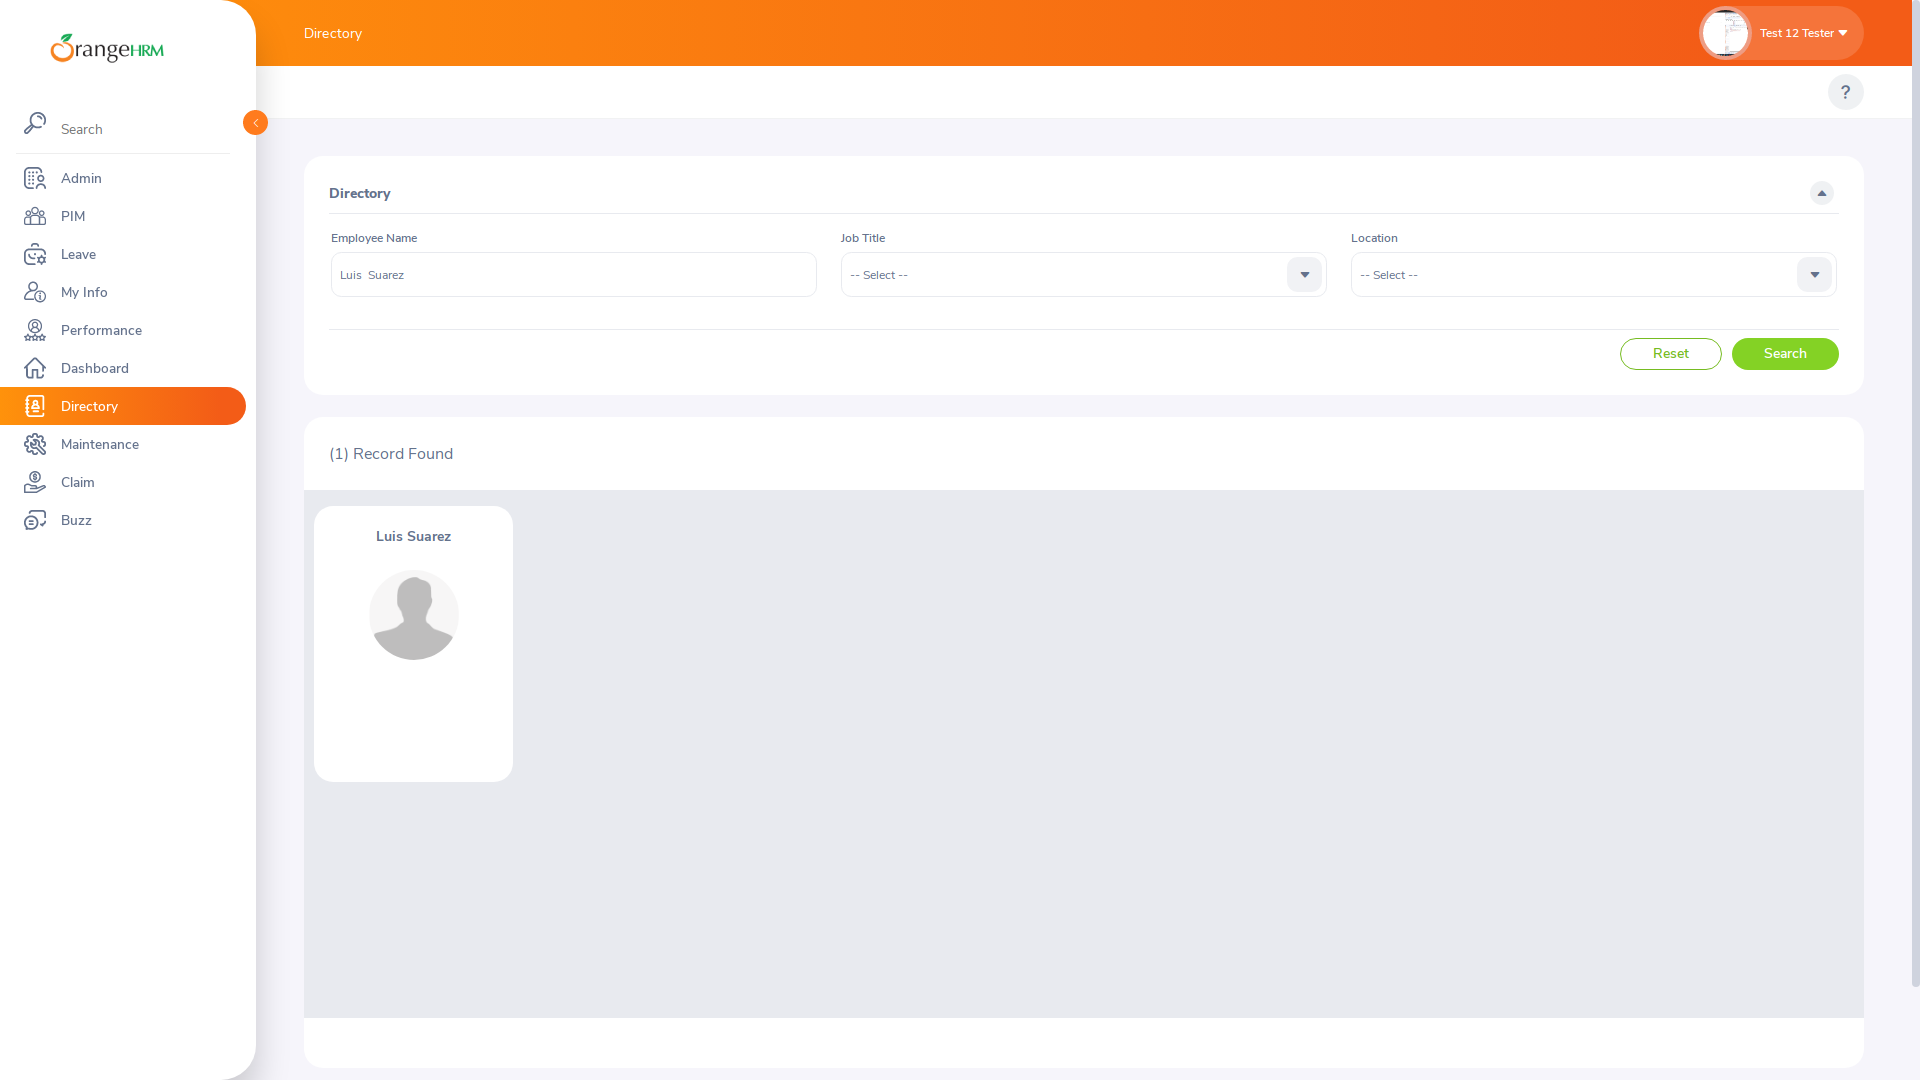 OrangeHRM
Directory
Test 12 Tester
?
Search
Admin
PIM
Leave
My Info
Performance
Dashboard
Directory
Maintenance
Claim
Buzz
Directory
Employee Name
Job Title
Location
Luis  Suarez
-- Select --
-- Select --
Reset
Search
(1) Record Found
Luis Suarez